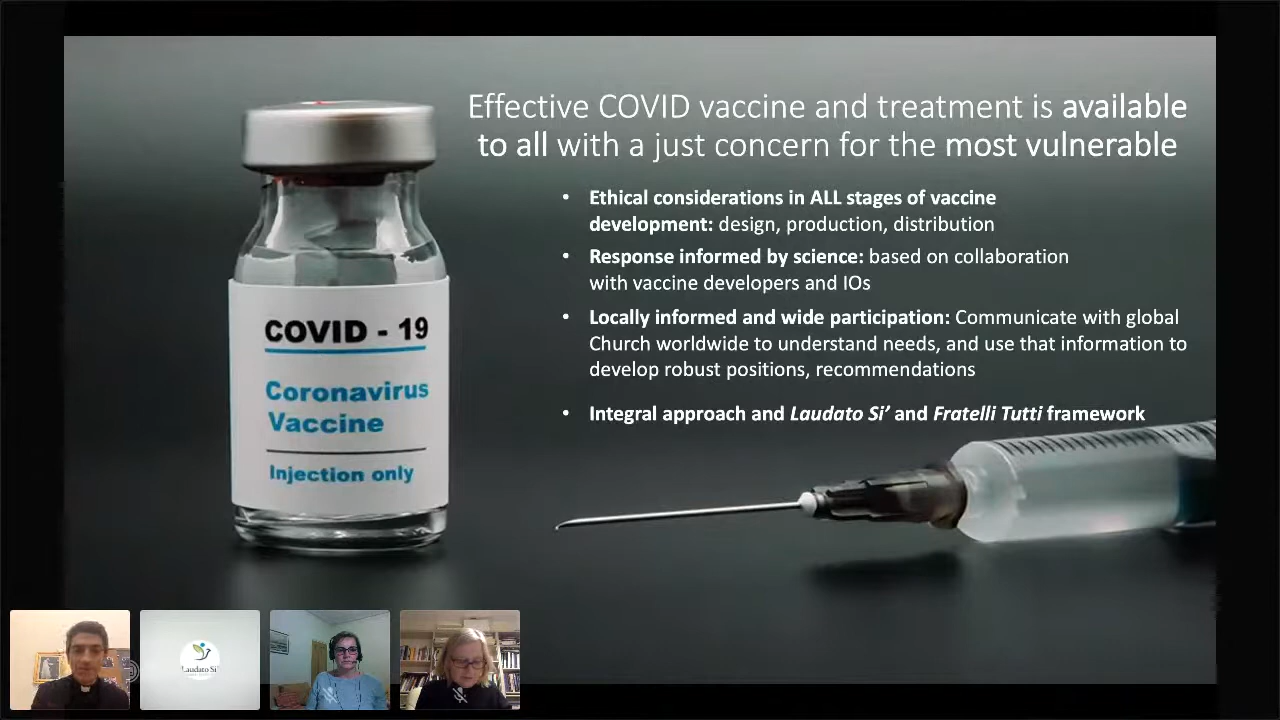 Effective COVID vaccine and treatment is available
to all with a just concern for the most vulnerable
• Ethical considerations in ALL stages of vaccine
development: design, production, distribution
• Response informed by science: based on collaboration
with vaccine developers and IOs
• Locally informed and wide participation: Communicate with global
Church worldwide to understand needs, and use that information to
develop robust positions, recommendations
• Integral approach and Laudato Si’ and Fratelli Tutti framework
COVID - 19
Coronavirus
Vaccine
Injection only
Laudato Si'